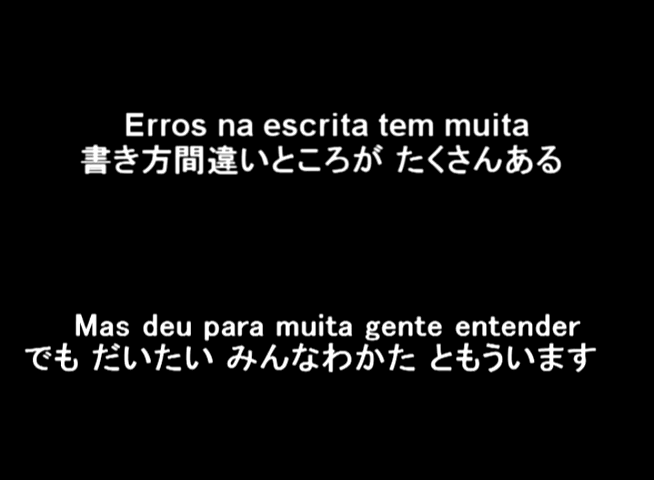 Erros na escrita tem muita
書き方間違いところが たくさんある
Mas deu para muita gente entender
でも だいたい みんなわかた ともういます